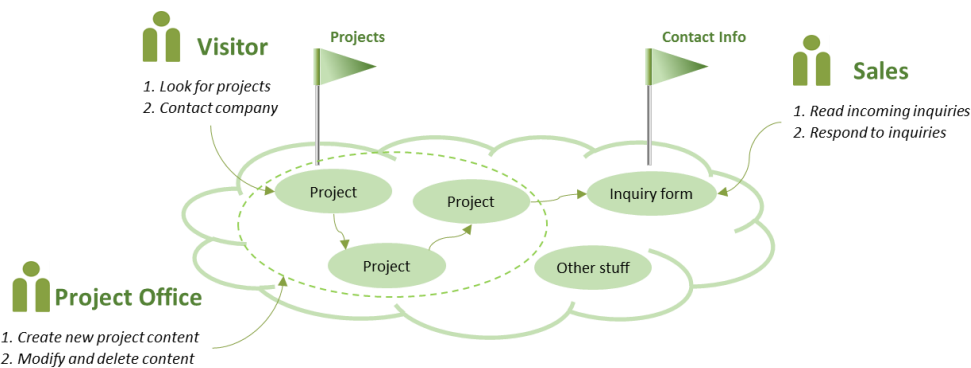 Projects
Contact Info
Visitor
1. Look for projects
2. Contact company
Sales
1. Read incoming inquiries
2. Respond to inquiries
Project
Project
Inquiry form
Project
Other stuff
Project Office
1. Create new project content
2. Modify and delete content